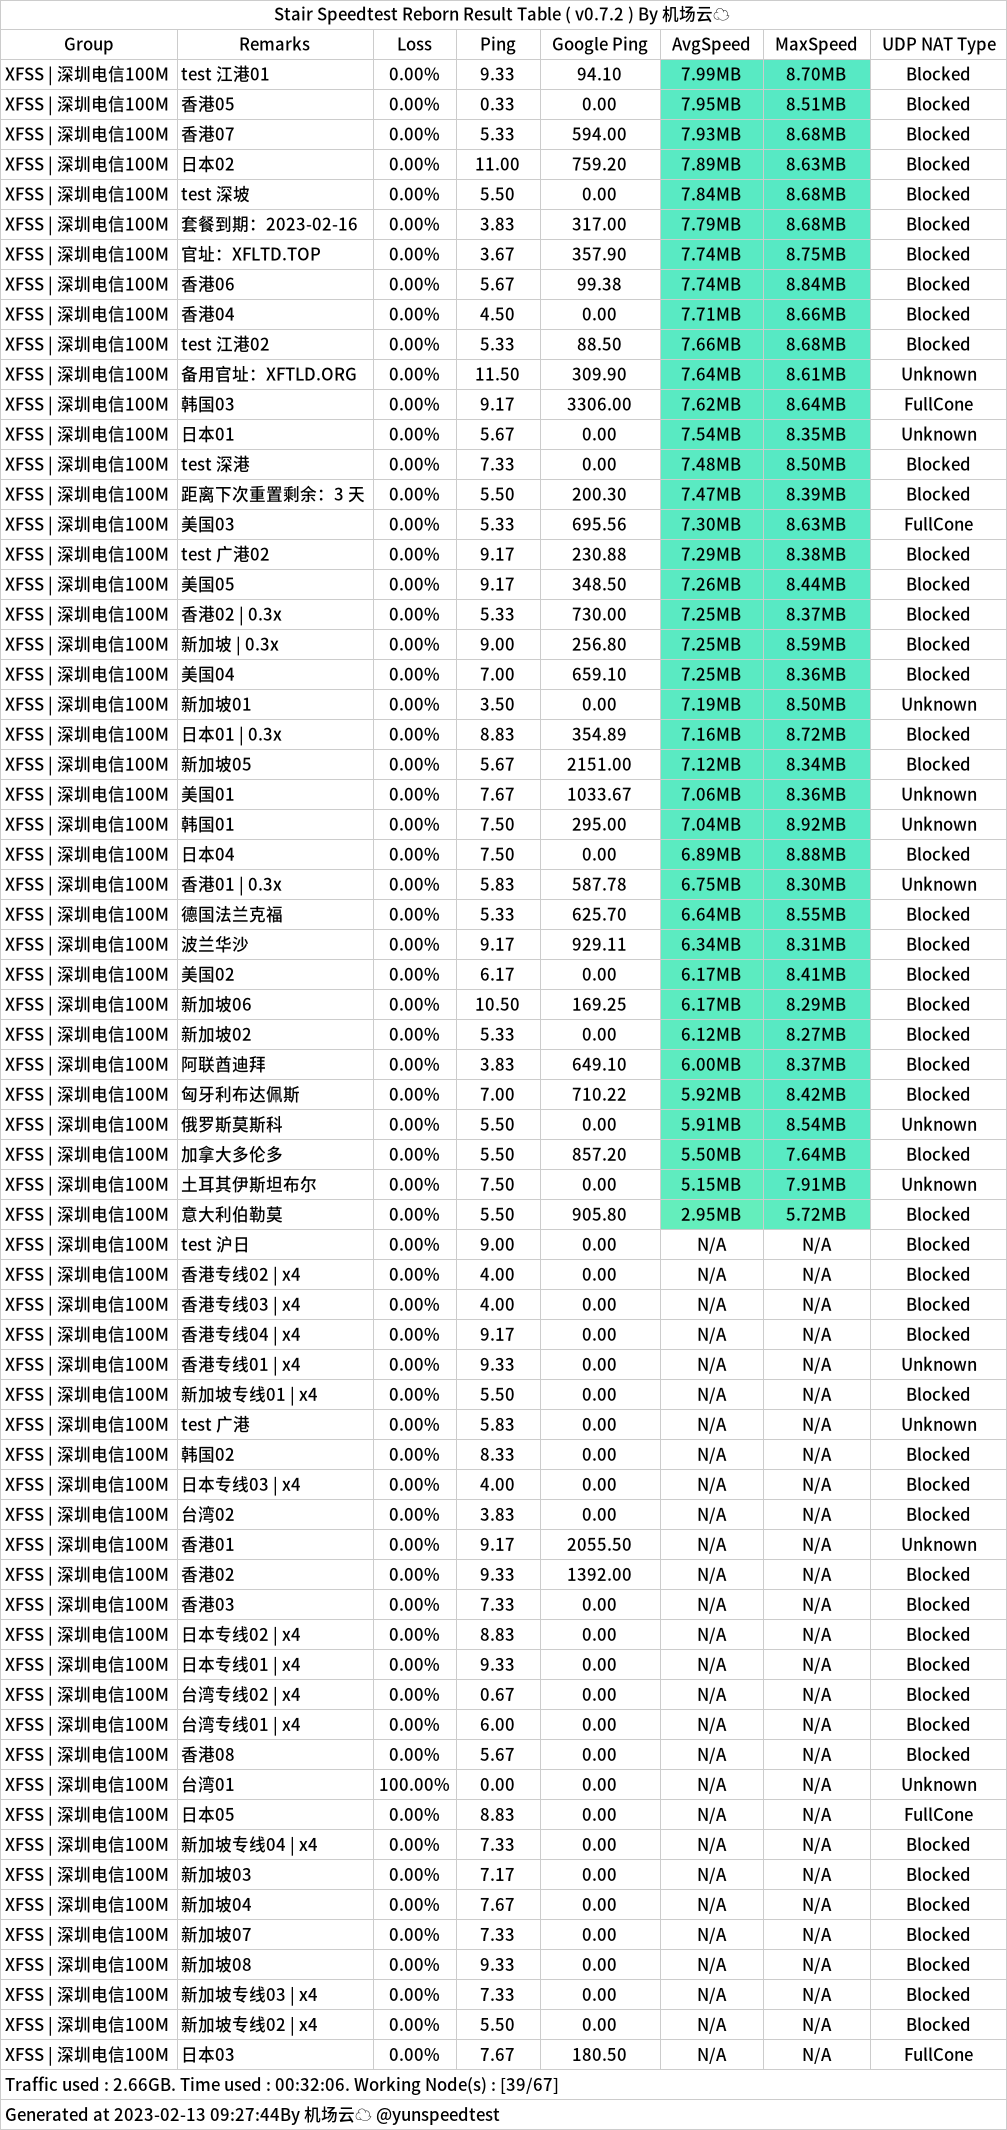 Stair Speedtest Reborn Result Table ( v0.7.2 ) By 机场云☁
Group Remarks Loss Ping Google Ping AvgSpeed MaxSpeed UDP NAT Type
XFSS | 深圳电信100M test 江港01 0.00% 9.33 94.10 7.99MB 8.70MB Blocked
XFSS | 深圳电信100M 香港05 0.00% 0.33 0.00 7.95MB 8.51MB Blocked
XFSS | 深圳电信100M 香港07 0.00% 5.33 594.00 7.93MB 8.68MB Blocked
XFSS | 深圳电信100M 日本02 0.00% 11.00 759.20 7.89MB 8.63MB Blocked
XFSS | 深圳电信100M test 深坡 0.00% 5.50 0.00 7.84MB 8.68MB Blocked
XFSS | 深圳电信100M 套餐到期：2023-02-16 0.00% 3.83 317.00 7.79MB 8.68MB Blocked
XFSS | 深圳电信100M 官址：XFLTD.TOP 0.00% 3.67 357.90 7.74MB 8.75MB Blocked
XFSS | 深圳电信100M 香港06 0.00% 5.67 99.38 7.74MB 8.84MB Blocked
XFSS | 深圳电信100M 香港04 0.00% 4.50 0.00 7.71MB 8.66MB Blocked
XFSS | 深圳电信100M test 江港02 0.00% 5.33 88.50 7.66MB 8.68MB Blocked
XFSS | 深圳电信100M 备用官址：XFTLD.ORG 0.00% 11.50 309.90 7.64MB 8.61MB Unknown
XFSS | 深圳电信100M 韩国03 0.00% 9.17 3306.00 7.62MB 8.64MB FullCone
XFSS | 深圳电信100M 日本01 0.00% 5.67 0.00 7.54MB 8.35MB Unknown
XFSS | 深圳电信100M test 深港 0.00% 7.33 0.00 7.48MB 8.50MB Blocked
XFSS | 深圳电信100M 距离下次重置剩余：3 天 0.00% 5.50 200.30 7.47MB 8.39MB Blocked
XFSS | 深圳电信100M 美国03 0.00% 5.33 695.56 7.30MB 8.63MB FullCone
XFSS | 深圳电信100M test 广港02 0.00% 9.17 230.88 7.29MB 8.38MB Blocked
XFSS | 深圳电信100M 美国05 0.00% 9.17 348.50 7.26MB 8.44MB Blocked
XFSS | 深圳电信100M 香港02 | 0.3x 0.00% 5.33 730.00 7.25MB 8.37MB Blocked
XFSS | 深圳电信100M 新加坡 | 0.3x 0.00% 9.00 256.80 7.25MB 8.59MB Blocked
XFSS | 深圳电信100M 美国04 0.00% 7.00 659.10 7.25MB 8.36MB Blocked
XFSS | 深圳电信100M 新加坡01 0.00% 3.50 0.00 7.19MB 8.50MB Unknown
XFSS | 深圳电信100M 日本01 | 0.3x 0.00% 8.83 354.89 7.16MB 8.72MB Blocked
XFSS | 深圳电信100M 新加坡05 0.00% 5.67 2151.00 7.12MB 8.34MB Blocked
XFSS | 深圳电信100M 美国01 0.00% 7.67 1033.67 7.06MB 8.36MB Unknown
XFSS | 深圳电信100M 韩国01 0.00% 7.50 295.00 7.04MB 8.92MB Unknown
XFSS | 深圳电信100M 日本04 0.00% 7.50 0.00 6.89MB 8.88MB Blocked
XFSS | 深圳电信100M 香港01 | 0.3x 0.00% 5.83 587.78 6.75MB 8.30MB Unknown
XFSS | 深圳电信100M 德国法兰克福 0.00% 5.33 625.70 6.64MB 8.55MB Blocked
XFSS | 深圳电信100M 波兰华沙 0.00% 9.17 929.11 6.34MB 8.31MB Blocked
XFSS | 深圳电信100M 美国02 0.00% 6.17 0.00 6.17MB 8.41MB Blocked
XFSS | 深圳电信100M 新加坡06 0.00% 10.50 169.25 6.17MB 8.29MB Blocked
XFSS | 深圳电信100M 新加坡02 0.00% 5.33 0.00 6.12MB 8.27MB Blocked
XFSS | 深圳电信100M 阿联酋迪拜 0.00% 3.83 649.10 6.00MB 8.37MB Blocked
XFSS | 深圳电信100M 匈牙利布达佩斯 0.00% 7.00 710.22 5.92MB 8.42MB Blocked
XFSS | 深圳电信100M 俄罗斯莫斯科 0.00% 5.50 0.00 5.91MB 8.54MB Unknown
XFSS | 深圳电信100M 加拿大多伦多 0.00% 5.50 857.20 5.50MB 7.64MB Blocked
XFSS | 深圳电信100M 土耳其伊斯坦布尔 0.00% 7.50 0.00 5.15MB 7.91MB Unknown
XFSS | 深圳电信100M 意大利伯勒莫 0.00% 5.50 905.80 2.95MB 5.72MB Blocked
XFSS | 深圳电信100M test 沪日 0.00% 9.00 0.00 N/A N/A Blocked
XFSS | 深圳电信100M 香港专线02 | x4 0.00% 4.00 0.00 N/A N/A Blocked
XFSS | 深圳电信100M 香港专线03 | x4 0.00% 4.00 0.00 N/A N/A Blocked
XFSS | 深圳电信100M 香港专线04 | x4 0.00% 9.17 0.00 N/A N/A Blocked
XFSS | 深圳电信100M 香港专线01 | x4 0.00% 9.33 0.00 N/A N/A Unknown
XFSS | 深圳电信100M 新加坡专线01 | x4 0.00% 5.50 0.00 N/A N/A Blocked
XFSS | 深圳电信100M test 广港 0.00% 5.83 0.00 N/A N/A Unknown
XFSS | 深圳电信100M 韩国02 0.00% 8.33 0.00 N/A N/A Blocked
XFSS | 深圳电信100M 日本专线03 | x4 0.00% 4.00 0.00 N/A N/A Blocked
XFSS | 深圳电信100M 台湾02 0.00% 3.83 0.00 N/A N/A Blocked
XFSS | 深圳电信100M 香港01 0.00% 9.17 2055.50 N/A N/A Unknown
XFSS | 深圳电信100M 香港02 0.00% 9.33 1392.00 N/A N/A Blocked
XFSS | 深圳电信100M 香港03 0.00% 7.33 0.00 N/A N/A Blocked
XFSS | 深圳电信100M 日本专线02 | x4 0.00% 8.83 0.00 N/A N/A Blocked
XFSS | 深圳电信100M 日本专线01 | x4 0.00% 9.33 0.00 N/A N/A Blocked
XFSS | 深圳电信100M 台湾专线02 | x4 0.00% 0.67 0.00 N/A N/A Blocked
XFSS | 深圳电信100M 台湾专线01 | x4 0.00% 6.00 0.00 N/A N/A Blocked
XFSS | 深圳电信100M 香港08 0.00% 5.67 0.00 N/A N/A Blocked
XFSS | 深圳电信100M 台湾01 100.00% 0.00 0.00 N/A N/A Unknown
XFSS | 深圳电信100M 日本05 0.00% 8.83 0.00 N/A N/A FullCone
XFSS | 深圳电信100M 新加坡专线04 | x4 0.00% 7.33 0.00 N/A N/A Blocked
XFSS | 深圳电信100M 新加坡03 0.00% 7.17 0.00 N/A N/A Blocked
XFSS | 深圳电信100M 新加坡04 0.00% 7.67 0.00 N/A N/A Blocked
XFSS | 深圳电信100M 新加坡07 0.00% 7.33 0.00 N/A N/A Blocked
XFSS | 深圳电信100M 新加坡08 0.00% 9.33 0.00 N/A N/A Blocked
XFSS | 深圳电信100M 新加坡专线03 | x4 0.00% 7.33 0.00 N/A N/A Blocked
XFSS | 深圳电信100M 新加坡专线02 | x4 0.00% 5.50 0.00 N/A N/A Blocked
XFSS | 深圳电信100M 日本03 0.00% 7.67 180.50 N/A N/A FullCone
Traffic used : 2.66GB. Time used : 00:32:06. Working Node(s) : [39/67]
Generated at 2023-02-13 09:27:44By 机场云☁ @yunspeedtest